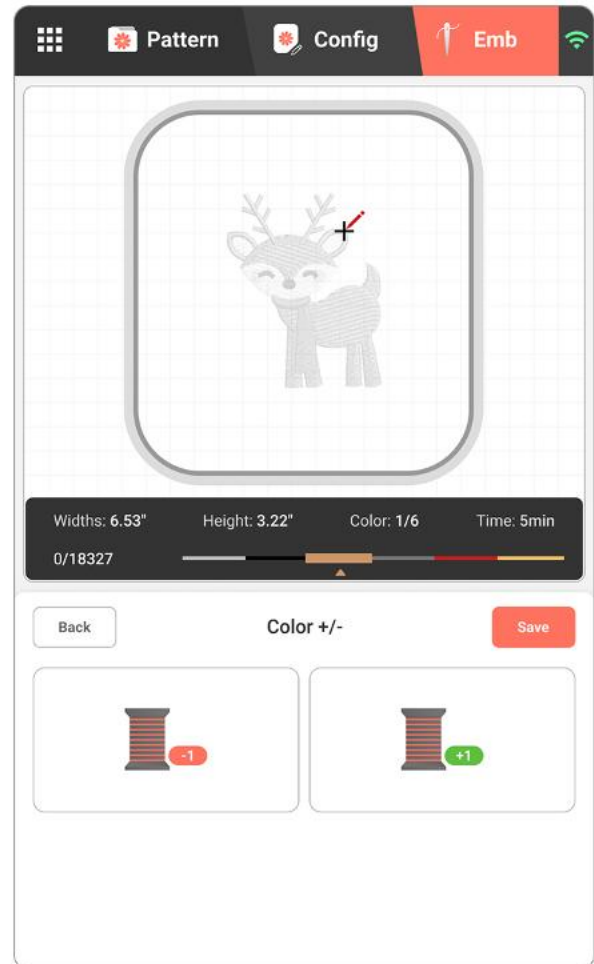 Pattern Config Emb
Widths: 6.53" Height: 3.22" Color: 1/6 Time: 5min
0/18327
Back Color +/- Save
-1 +1